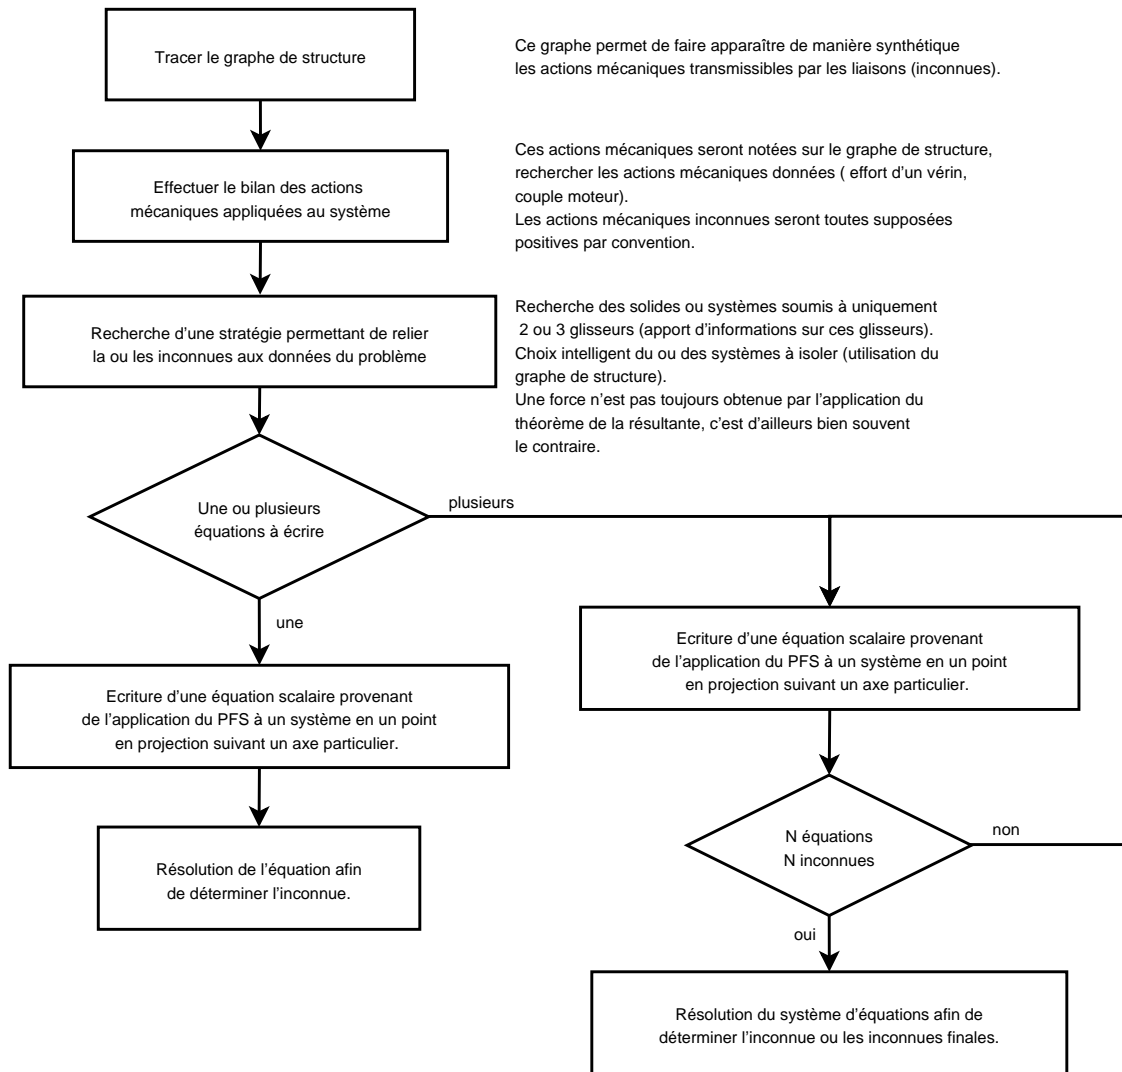 Tracer le graphe de structure
Ce graphe permet de faire apparaître de manière synthétique
les actions mécaniques transmissibles par les liaisons (inconnues).
Effectuer le bilan des actions
mécaniques appliquées au système
Ces actions mécaniques seront notées sur le graphe de structure,
rechercher les actions mécaniques données ( effort d'un vérin,
couple moteur).
Les actions mécaniques inconnues seront toutes supposées
positives par convention.
Recherche d'une stratégie permettant de relier
la ou les inconnues aux données du problème
Recherche des solides ou systèmes soumis à uniquement
2 ou 3 glisseurs (apport d'informations sur ces glisseurs).
Choix intelligent du ou des systèmes à isoler (utilisation du
graphe de structure).
Une force n'est pas toujours obtenue par l'application du
théorème de la résultante, c'est d'ailleurs bien souvent
le contraire.
Une ou plusieurs
équations à écrire
plusieurs
une
Ecriture d'une équation scalaire provenant
de l'application du PFS à un système en un point
en projection suivant un axe particulier.
Résolution de l'équation afin
de déterminer l'inconnue.
Ecriture d'une équation scalaire provenant
de l'application du PFS à un système en un point
en projection suivant un axe particulier.
N équations
N inconnues
non
oui
Résolution du système d'équations afin de
déterminer l'inconnue ou les inconnues finales.